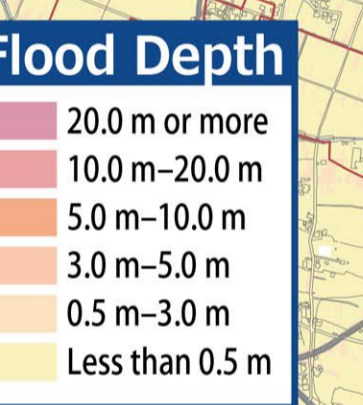 Flood Depth
20.0 m or more
10.0 m–20.0 m
5.0 m–10.0 m
3.0 m–5.0 m
0.5 m–3.0 m
Less than 0.5 m